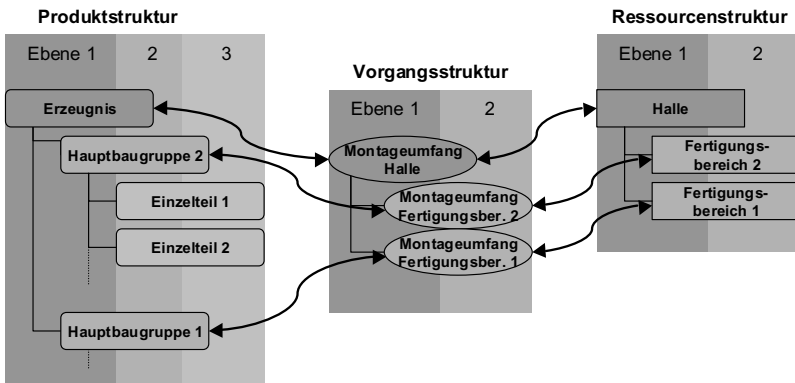 Produktstruktur
Ebene 1 2 3
Erzeugnis
Hauptbaugruppe 2
Einzelteil 1
Einzelteil 2
Hauptbaugruppe 1
Vorgangsstruktur
Ebene 1 2
Montageumfang
Halle
Montageumfang
Fertigungsber. 2
Montageumfang
Fertigungsber. 1
Ressourcenstruktur
Ebene 1 2
Halle
Fertigungs-
bereich 2
Fertigungs-
bereich 1